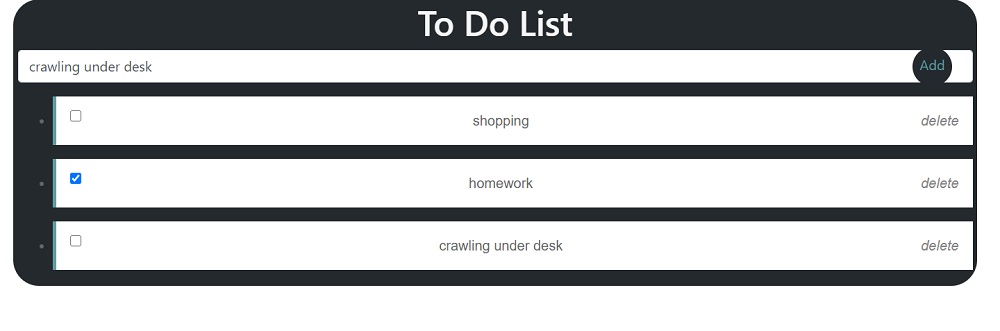 To Do List
crawling under desk Add
shopping delete
homework delete
crawling under desk delete